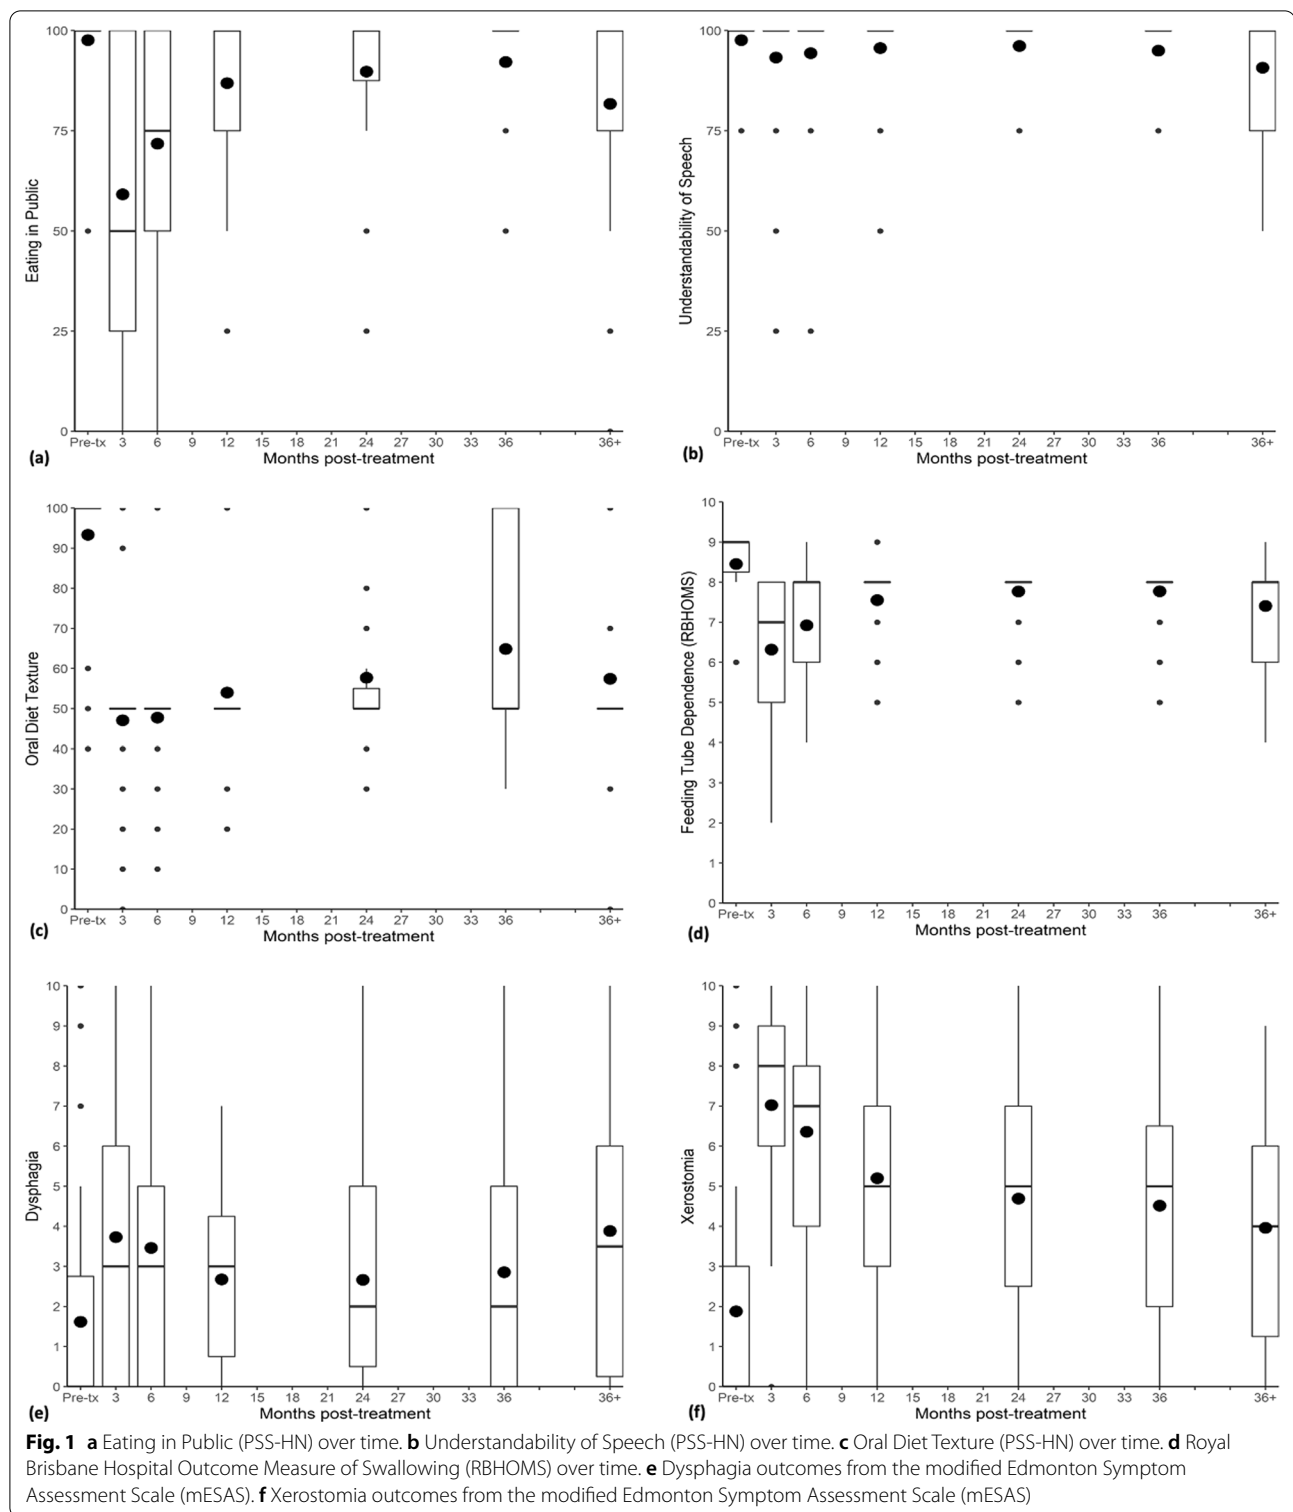 100
75
50
25
0
Eating in Public
Pre-tx 3 6 9 12 15 18 21 24 27 30 33 36 36+
Months post-treatment
(a)
100
75
50
25
0
Understandability of Speech
Pre-tx 3 6 9 12 15 18 21 24 27 30 33 36 36+
Months post-treatment
(b)
100
90
80
70
60
50
40
30
20
10
0
Oral Diet Texture
Pre-tx 3 6 9 12 15 18 21 24 27 30 33 36 36+
Months post-treatment
(c)
10
9
8
7
6
5
4
3
2
1
0
Feeding Tube Dependence (RBHOMS)
Pre-tx 3 6 9 12 15 18 21 24 27 30 33 36 36+
Months post-treatment
(d)
10
9
8
7
6
5
4
3
2
1
0
Dysphagia
Pre-tx 3 6 9 12 15 18 21 24 27 30 33 36 36+
Months post-treatment
(e)
10
9
8
7
6
5
4
3
2
1
0
Xerostomia
Pre-tx 3 6 9 12 15 18 21 24 27 30 33 36 36+
Months post-treatment
(f)
Fig. 1 a Eating in Public (PSS-HN) over time. b Understandability of Speech (PSS-HN) over time. c Oral Diet Texture (PSS-HN) over time. d Royal
Brisbane Hospital Outcome Measure of Swallowing (RBHOMS) over time. e Dysphagia outcomes from the modified Edmonton Symptom
Assessment Scale (mESAS). f Xerostomia outcomes from the modified Edmonton Symptom Assessment Scale (mESAS)